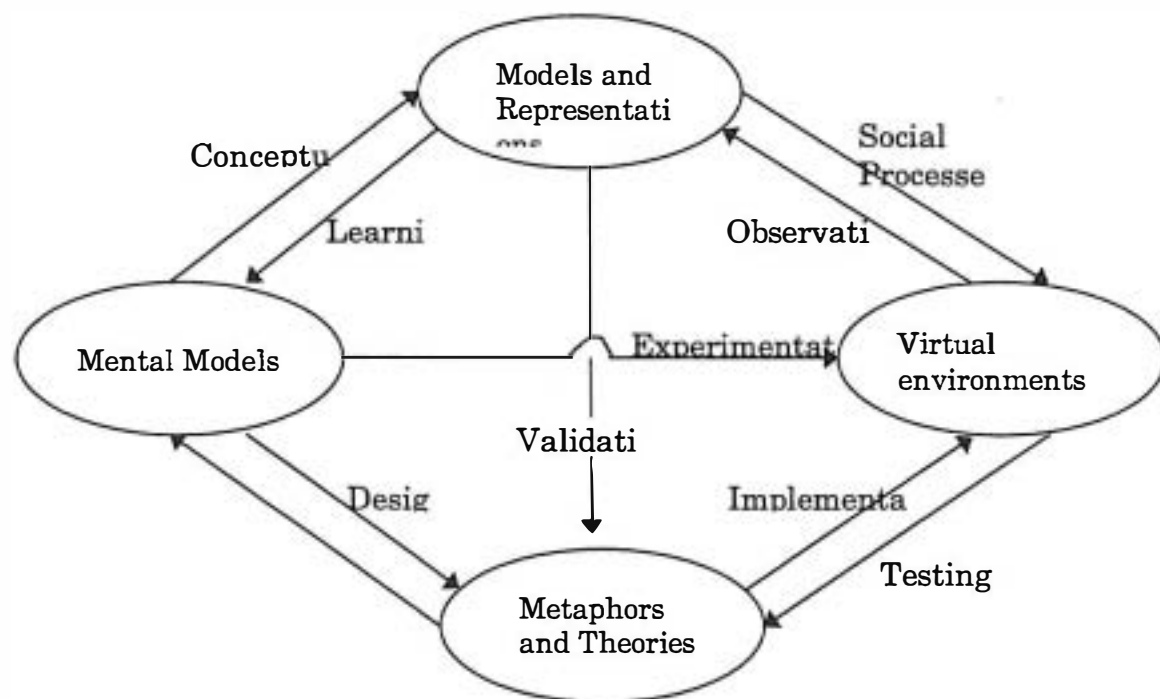 Models and
Representati
ons
Conceptu
Social
Processe
Learni
Observati
Mental Models
Experimentat
Virtual
environments
Validati
Desig
Implementa
Testing
Metaphors
and Theories